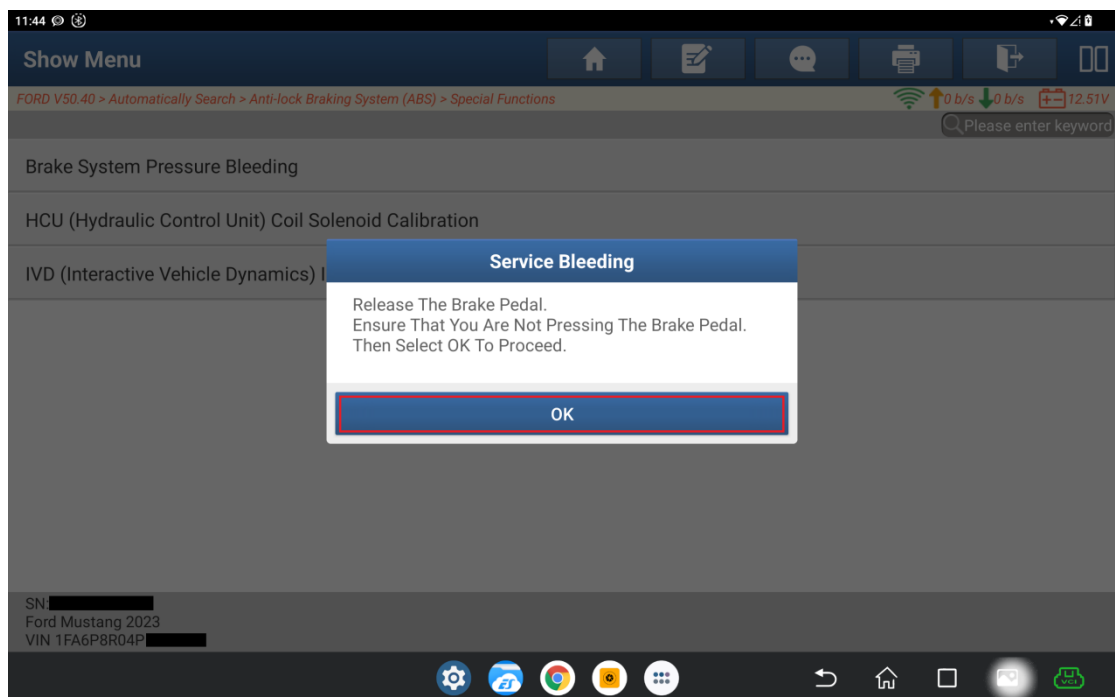 11:44
Show Menu
FORD V50.40 > Automatically Search > Anti-lock Braking System (ABS) > Special Functions
0 b/s 0 b/s 12.51V
Please enter keyword
Brake System Pressure Bleeding
HCU (Hydraulic Control Unit) Coil Solenoid Calibration
IVD (Interactive Vehicle Dynamics) I
Service Bleeding
Release The Brake Pedal.
Ensure That You Are Not Pressing The Brake Pedal.
Then Select OK To Proceed.
OK
SN:
Ford Mustang 2023
VIN 1FA6P8R04P
ES
VCI